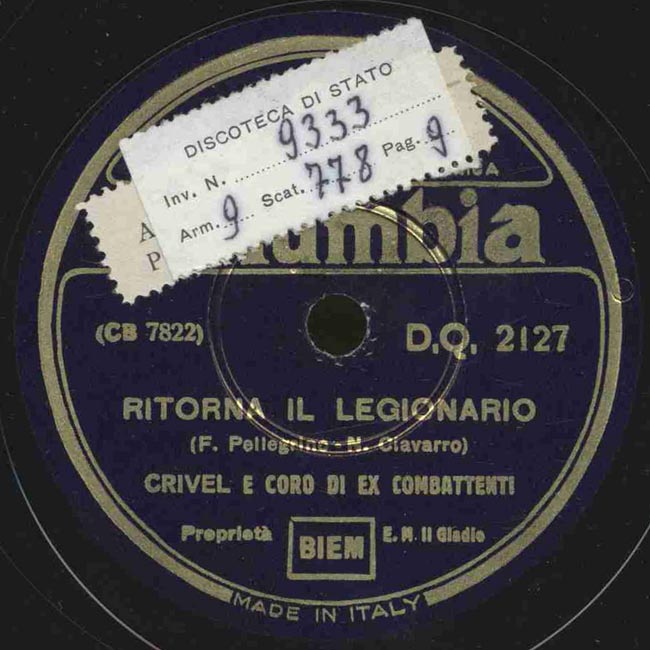 DISCOTECA DI STATO
Inv. N. 9333
Arm. 9 Scat. 778 Pag. 9
A
P
umbia
(CB 7822)
D.Q. 2127
RITORNA IL LEGIONARIO
(F. Pellegrino - N. Ciavarro)
CRIVEL E CORO DI EX COMBATTENTI
Proprietà BIEM E. M. Il Gladio
MADE IN ITALY